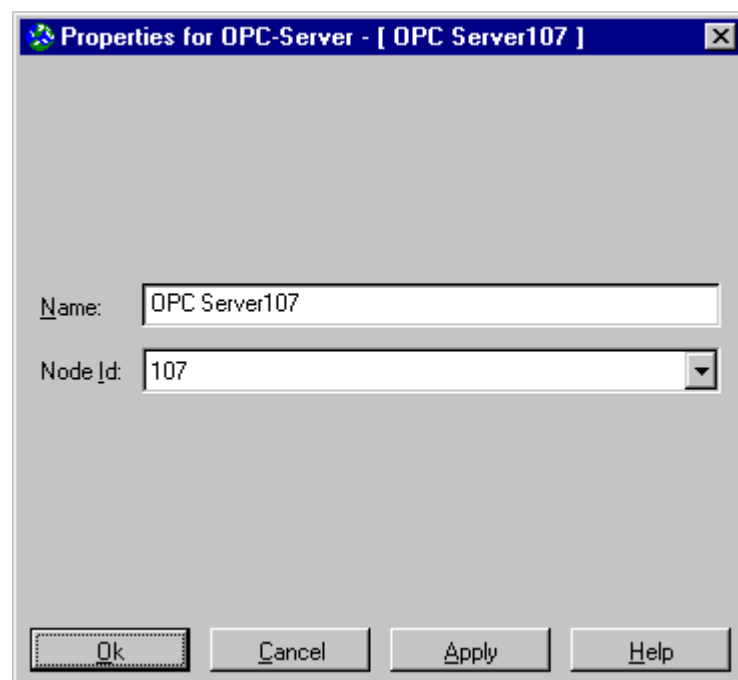 Properties for OPC-Server - [ OPC Server107 ]
Name: OPC Server107
Node Id: 107
Ok Cancel Apply Help